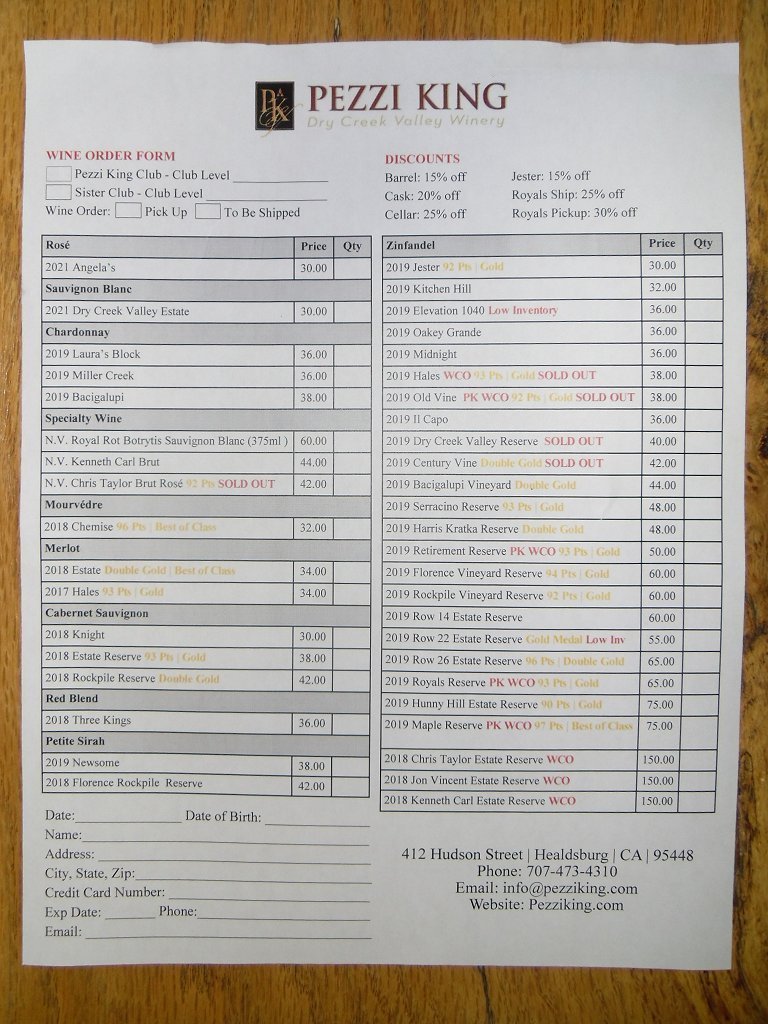 PEZZI KING
Dry Creek Valley Winery
WINE ORDER FORM
Pezzi King Club - Club Level
Sister Club - Club Level
Wine Order: Pick Up To Be Shipped
DISCOUNTS
Barrel: 15% off Jester: 15% off
Cask: 20% off Royals Ship: 25% off
Cellar: 25% off Royals Pickup: 30% off
Rosé Price Qty
2021 Angela's 30.00
Sauvignon Blanc
2021 Dry Creek Valley Estate 30.00
Chardonnay
2019 Laura's Block 36.00
2019 Miller Creek 36.00
2019 Bacigalupi 38.00
Specialty Wine
N.V. Royal Rot Botrytis Sauvignon Blanc (375ml ) 60.00
N.V. Kenneth Carl Brut 44.00
N.V. Chris Taylor Brut Rosé 92 Pts SOLD OUT 42.00
Mourvédre
2018 Chemise 96 Pts | Best of Class 32.00
Merlot
2018 Estate Double Gold | Best of Class 34.00
2017 Hales 93 Pts | Gold 34.00
Cabernet Sauvignon
2018 Knight 30.00
2018 Estate Reserve 93 Pts | Gold 38.00
2018 Rockpile Reserve Double Gold 42.00
Red Blend
2018 Three Kings 36.00
Petite Sirah
2019 Newsome 38.00
2018 Florence Rockpile Reserve 42.00
Date: Date of Birth:
Name:
Address:
City, State, Zip:
Credit Card Number:
Exp Date: Phone:
Email:
Zinfandel Price Qty
2019 Jester 92 Pts | Gold 30.00
2019 Kitchen Hill 32.00
2019 Elevation 1040 Low Inventory 36.00
2019 Oakey Grande 36.00
2019 Midnight 36.00
2019 Hales WCO 93 Pts | Gold SOLD OUT 38.00
2019 Old Vine PK WCO 92 Pts | Gold SOLD OUT 38.00
2019 Il Capo 36.00
2019 Dry Creek Valley Reserve SOLD OUT 40.00
2019 Century Vine Double Gold SOLD OUT 42.00
2019 Bacigalupi Vineyard Double Gold 44.00
2019 Serracino Reserve 93 Pts | Gold 48.00
2019 Harris Kratka Reserve Double Gold 48.00
2019 Retirement Reserve PK WCO 93 Pts | Gold 50.00
2019 Florence Vineyard Reserve 94 Pts | Gold 60.00
2019 Rockpile Vineyard Reserve 92 Pts | Gold 60.00
2019 Row 14 Estate Reserve 60.00
2019 Row 22 Estate Reserve Gold Medal Low Inv 55.00
2019 Row 26 Estate Reserve 96 Pts | Double Gold 65.00
2019 Royals Reserve PK WCO 93 Pts | Gold 65.00
2019 Hunny Hill Estate Reserve 90 Pts | Gold 75.00
2019 Maple Reserve PK WCO 97 Pts | Best of Class 75.00
2018 Chris Taylor Estate Reserve WCO 150.00
2018 Jon Vincent Estate Reserve WCO 150.00
2018 Kenneth Carl Estate Reserve WCO 150.00
412 Hudson Street | Healdsburg | CA | 95448
Phone: 707-473-4310
Email: info@pezziking.com
Website: Pezziking.com